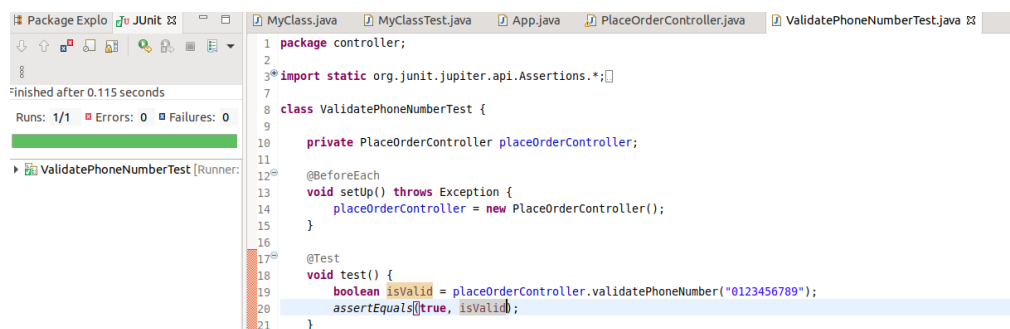 Package Explo JUnit
Finished after 0.115 seconds
Runs: 1/1 Errors: 0 Failures: 0
ValidatePhoneNumberTest [Runner:
MyClass.java MyClassTest.java App.java PlaceOrderController.java ValidatePhoneNumberTest.java
1 package controller;
2
3 import static org.junit.jupiter.api.Assertions.*;
7
8 class ValidatePhoneNumberTest {
9
10 private PlaceOrderController placeOrderController;
11
12 @BeforeEach
13 void setUp() throws Exception {
14 placeOrderController = new PlaceOrderController();
15 }
16
17 @Test
18 void test() {
19 boolean isValid = placeOrderController.validatePhoneNumber("0123456789");
20 assertEquals(true, isValid);
21 }